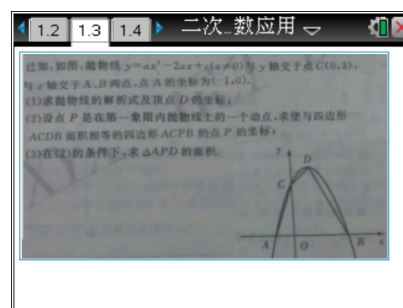 1.2 1.3 1.4 二次…数应用
已知:如图,抛物线 y=ax²-2ax+c(a≠0)与 y 轴交于点 C(0,3),
与 x 轴交于 A、B 两点,点 A 的坐标为(-1,0).
(1)求抛物线的解析式及顶点 D 的坐标;
(2)设点 P 是在第一象限内抛物线上的一个动点,求使与四边形
ACDB 面积相等的四边形 ACPB 的点 P 的坐标;
(3)在(2)的条件下,求 △APD 的面积.
y
D
C
A O B x